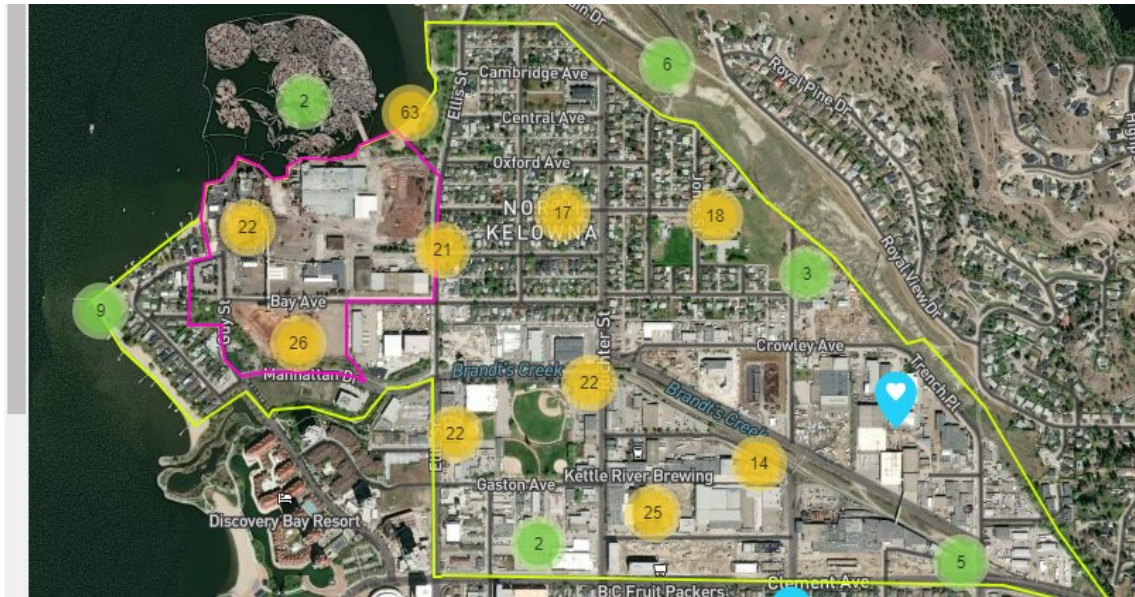 6
Royal Pine Dr
Cambridge Ave
2
63
Ellis St
Central Ave
Oxford Ave
17
18
22
KELOWNA
21
Royal View Dr
3
9
Bay Ave
Guy St
26
Crowley Ave
Manhattan Dr
Brandt's Creek
22
Trench Pl
Brandt's Creek
22
14
Kettle River Brewing
Gaston Ave
25
Discovery Bay Resort
2
5
Clement Ave
B C Fruit Packers